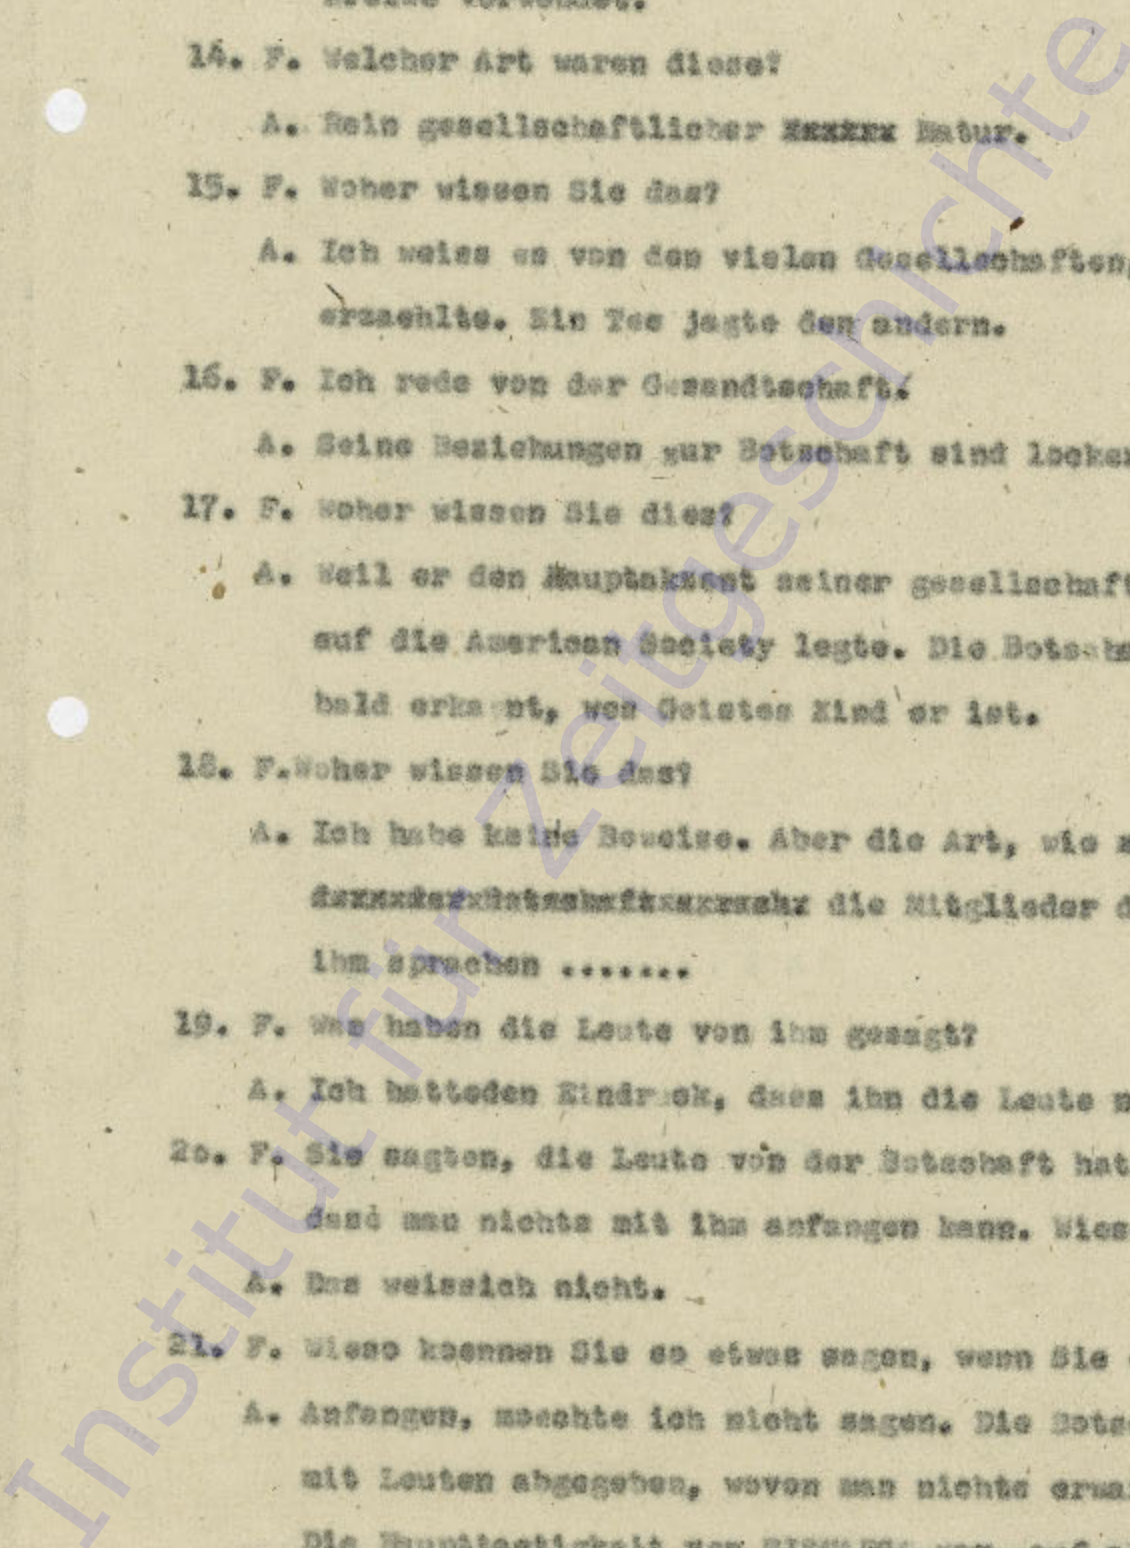 14. F. Welcher Art waren diese?
A. Rein gesellschaftlicher xxxxxx Natur.
15. F. Woher wissen Sie das?
A. Ich weiss es von den vielen Gesellschaften,
erzaehlte. Ein Tee jagte den andern.
16. F. Ich rede von der Gesandtschaft.
A. Seine Beziehungen zur Botschaft sind locker
17. F. Woher wissen Sie dies?
A. Weil er den Hauptakzent seiner gesellschaft
auf die American Society legte. Die Botscha
bald erkannt, wes Geistes Kind er ist.
18. F.Woher wissen Sie das?
A. Ich habe keine Beweise. Aber die Art, wie
die Mitglieder d
ihm sprachen .......
19. F. Was haben die Leute von ihm gesagt?
A. Ich hatteden Eindruck, dass ihn die Leute n
20. F. Sie sagten, die Leute von der Botschaft hat
dass man nichts mit ihm anfangen kann. Wies
A. Das weissich nicht.
21. F. Wieso koennen Sie so etwas sagen, wenn Sie
A. Anfangen, moechte ich nicht sagen. Die Bots
mit Leuten abgegeben, wovon man nichts erwa
Die Haupttaetigkeit von
Institut für Zeitgeschichte